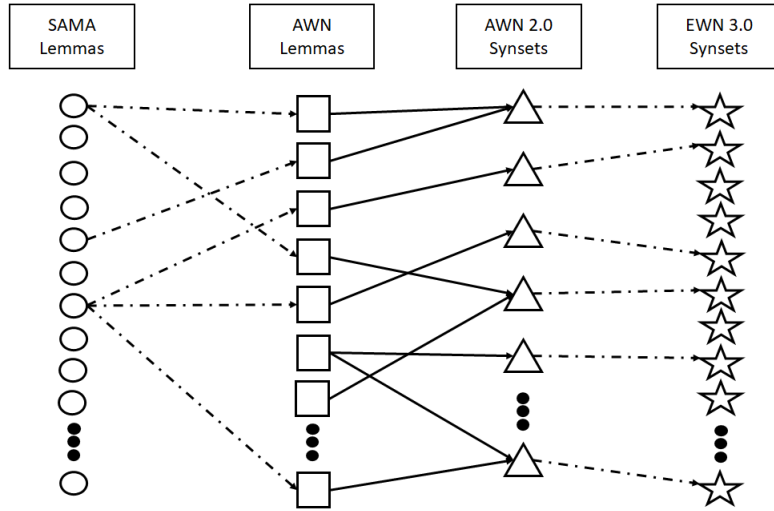 SAMA
Lemmas
AWN
Lemmas
AWN 2.0
Synsets
EWN 3.0
Synsets